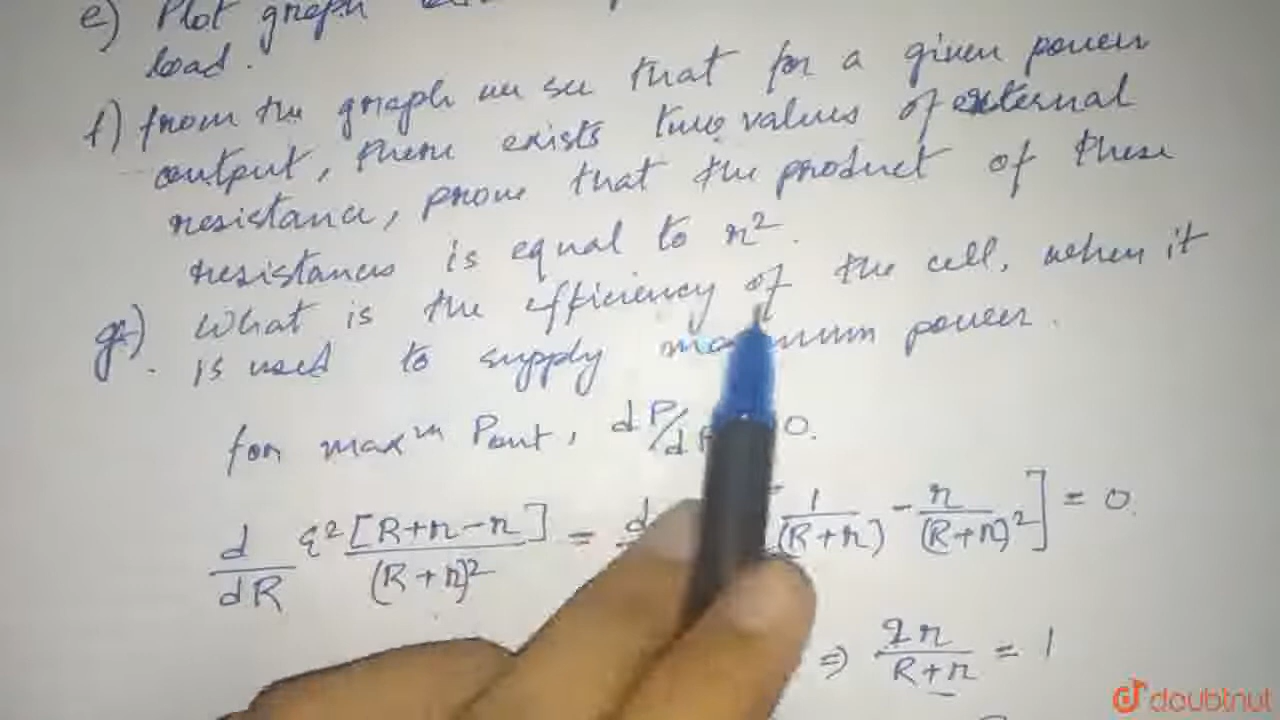 e) Plot graph
load.
f) from the graph we see that for a given power
output, there exists two values of external
resistance, prove that the product of these
resistances is equal to r².
g) What is the efficiency of the cell, when it
is used to supply maximum power.
for maxᵐ Pout, dP/d 0.
d/dR ε² [R+r-r]/(R+r)² = 1/(R+r) - r/(R+r)²] = 0.
⇒ 2r/(R+r) = 1
doubtnut